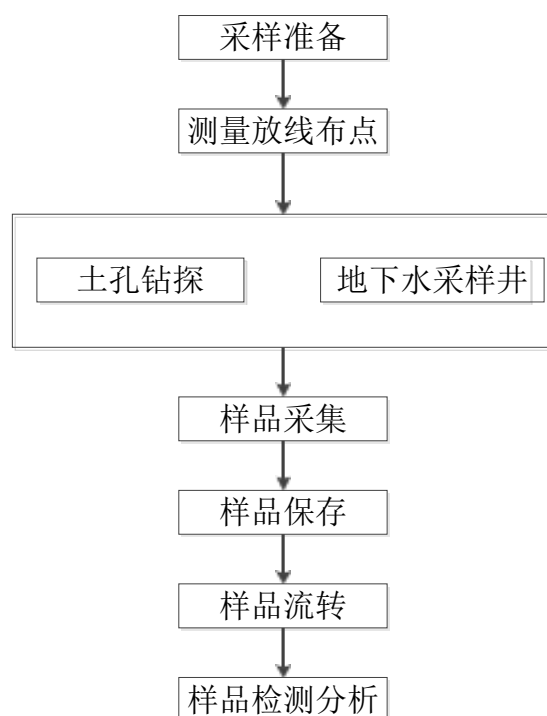 采样准备
测量放线布点
土孔钻探
地下水采样井
样品采集
样品保存
样品流转
样品检测分析